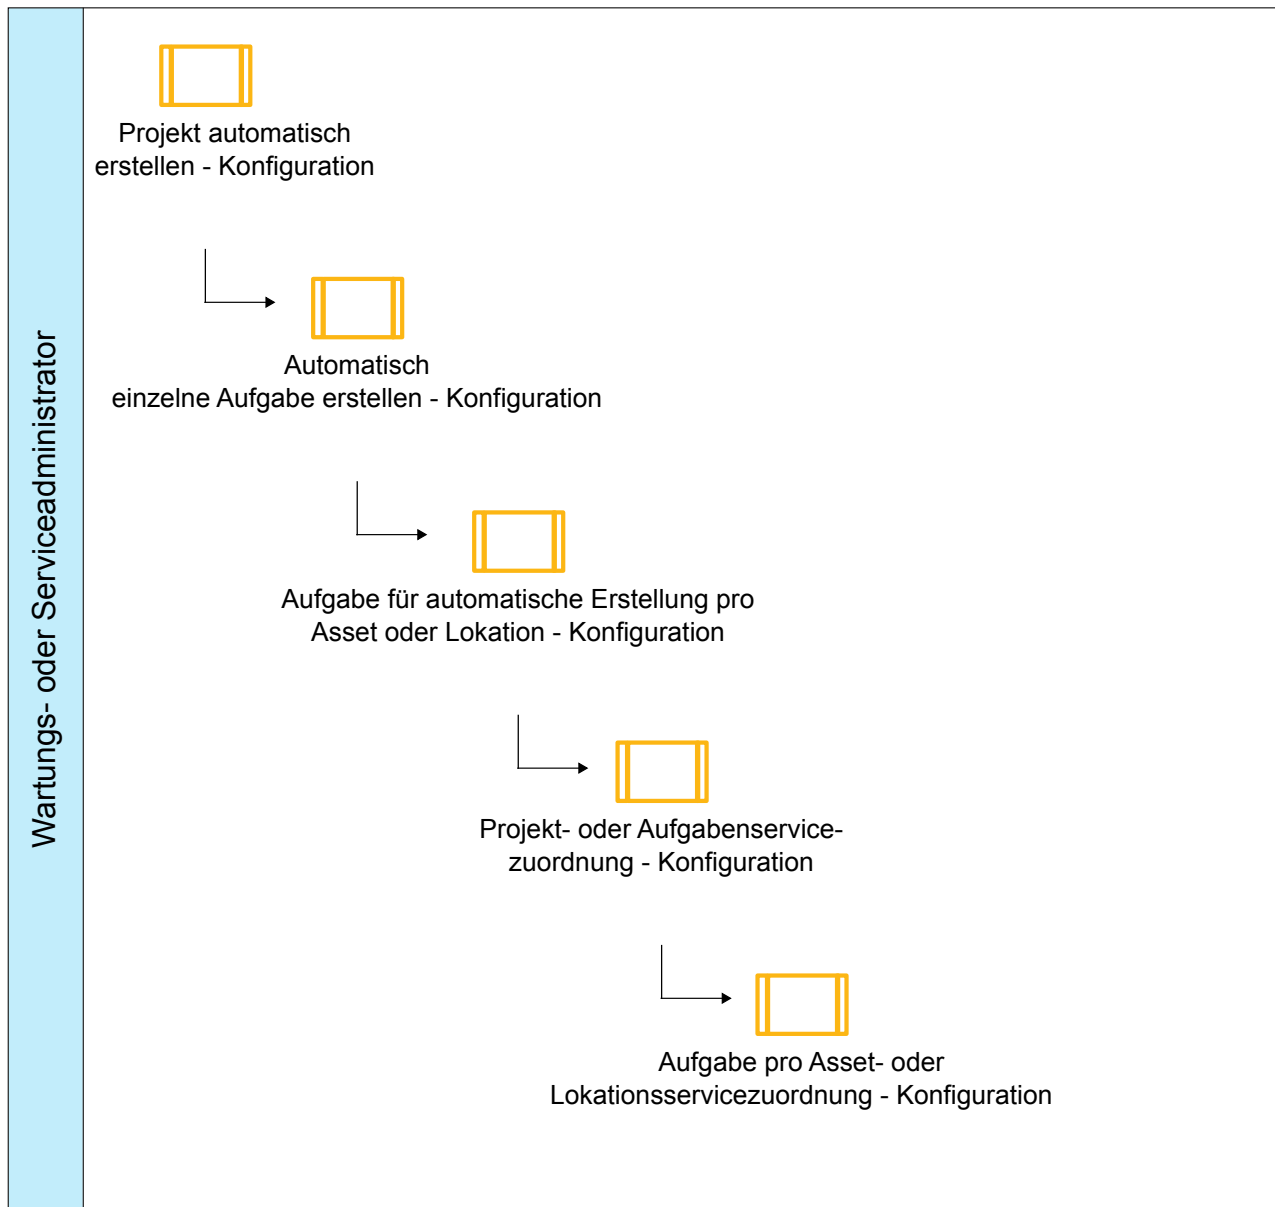 Wartungs- oder Serviceadministrator
Projekt automatisch
erstellen - Konfiguration
Automatisch
einzelne Aufgabe erstellen - Konfiguration
Aufgabe für automatische Erstellung pro
Asset oder Lokation - Konfiguration
Projekt- oder Aufgabenservice-
zuordnung - Konfiguration
Aufgabe pro Asset- oder
Lokationsservicezuordnung - Konfiguration